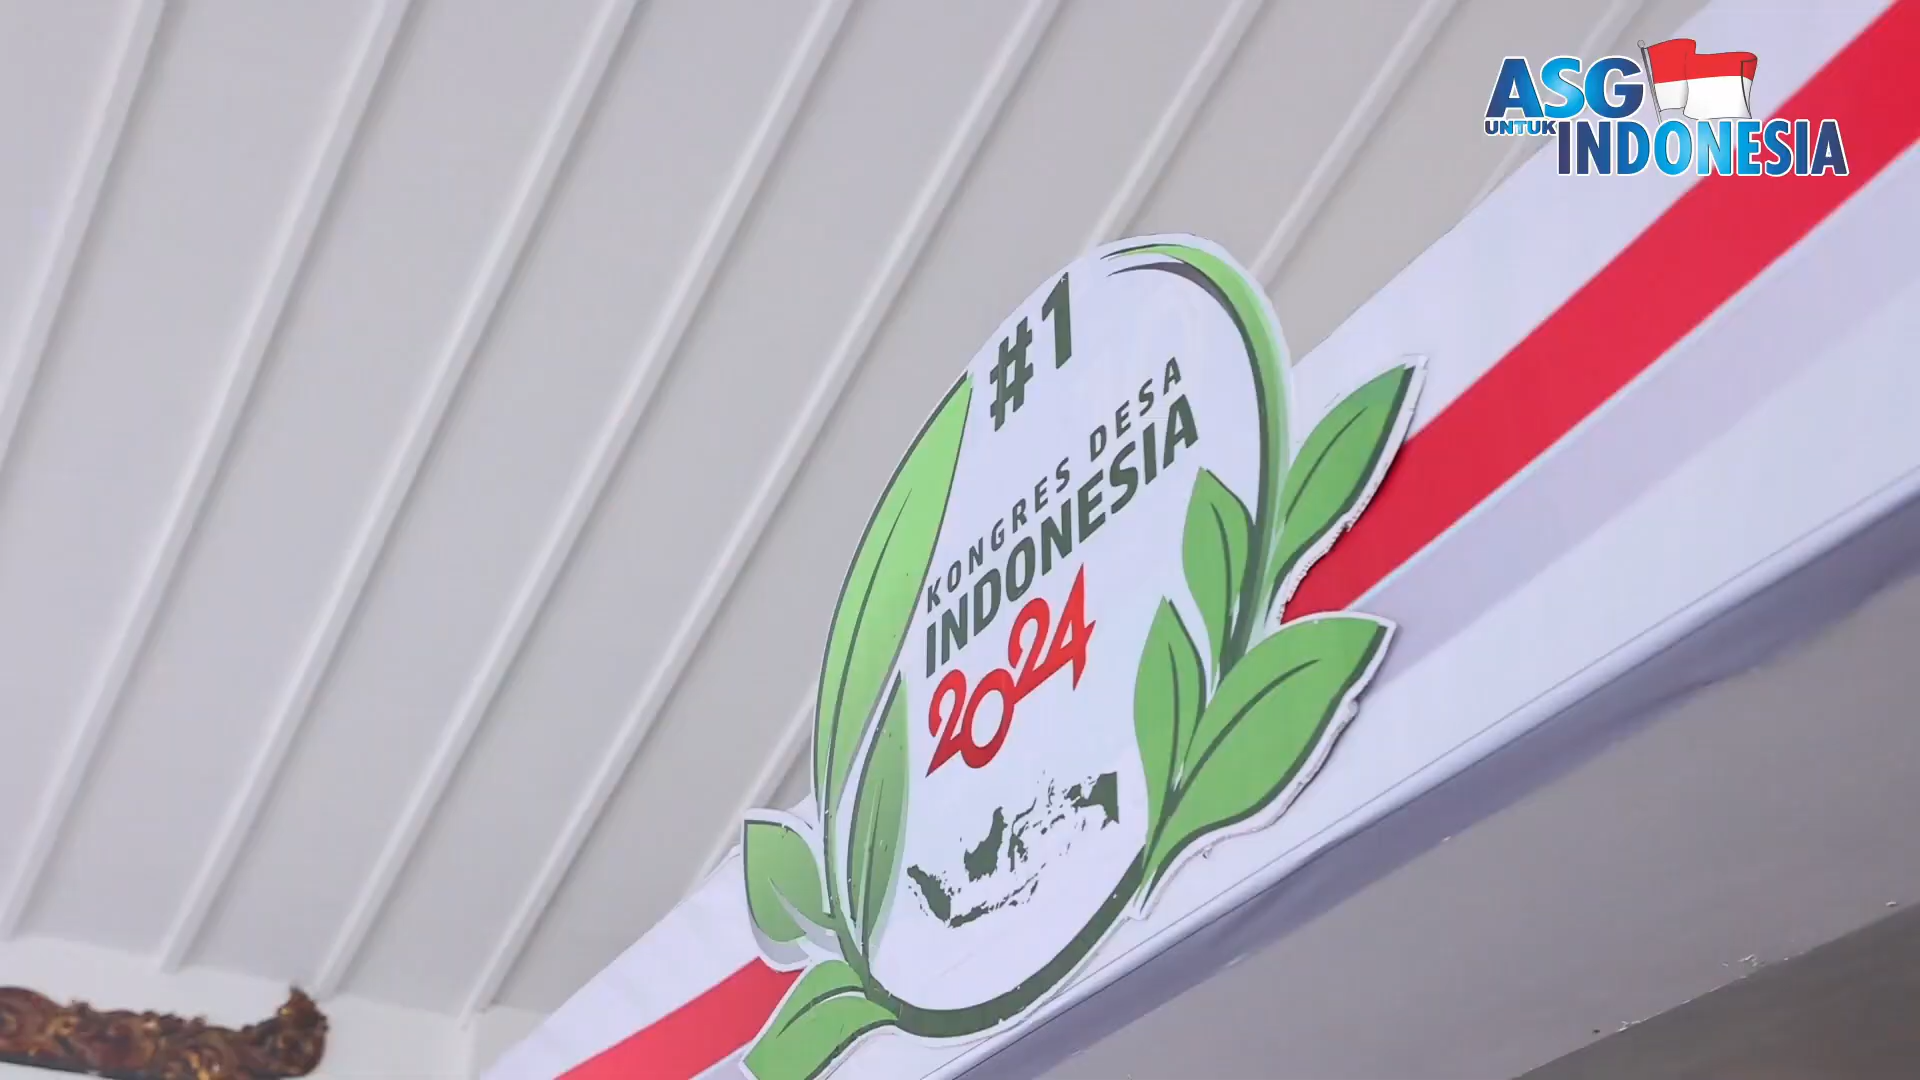 ASG
UNTUK INDONESIA
#1
KONGRES DESA
INDONESIA
2024